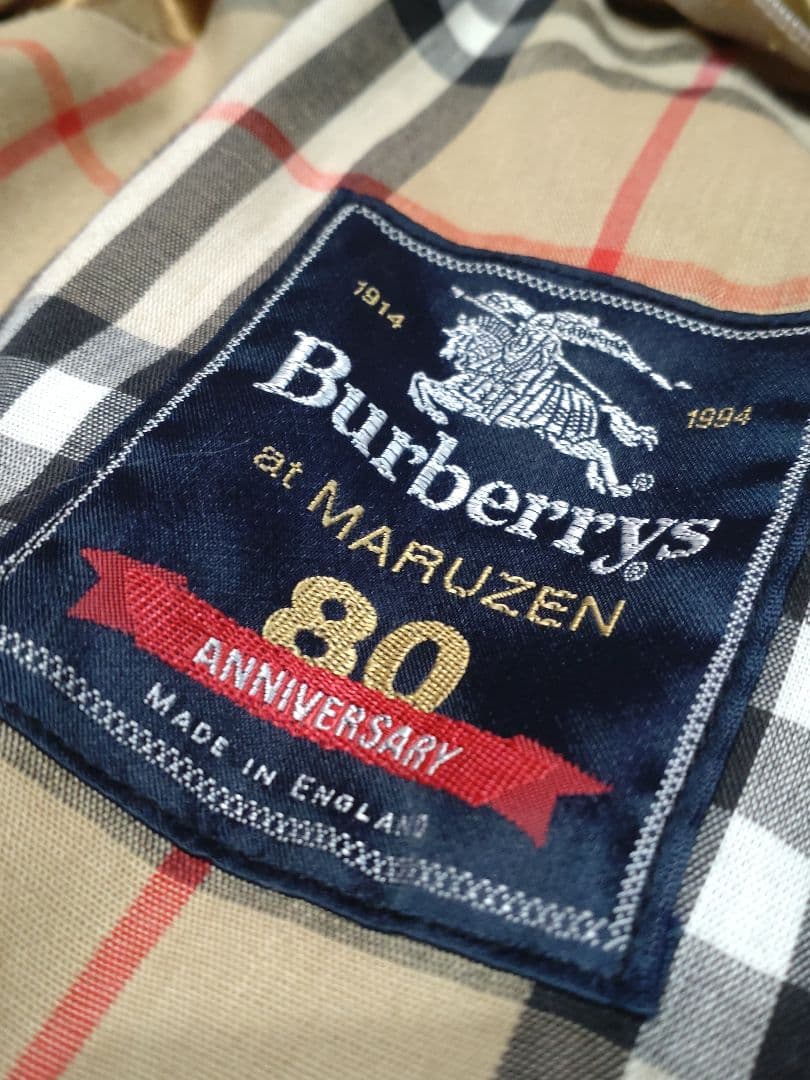 1914
1994
®
Burberrys®
at MARUZEN
80
ANNIVERSARY
MADE IN ENGLAND